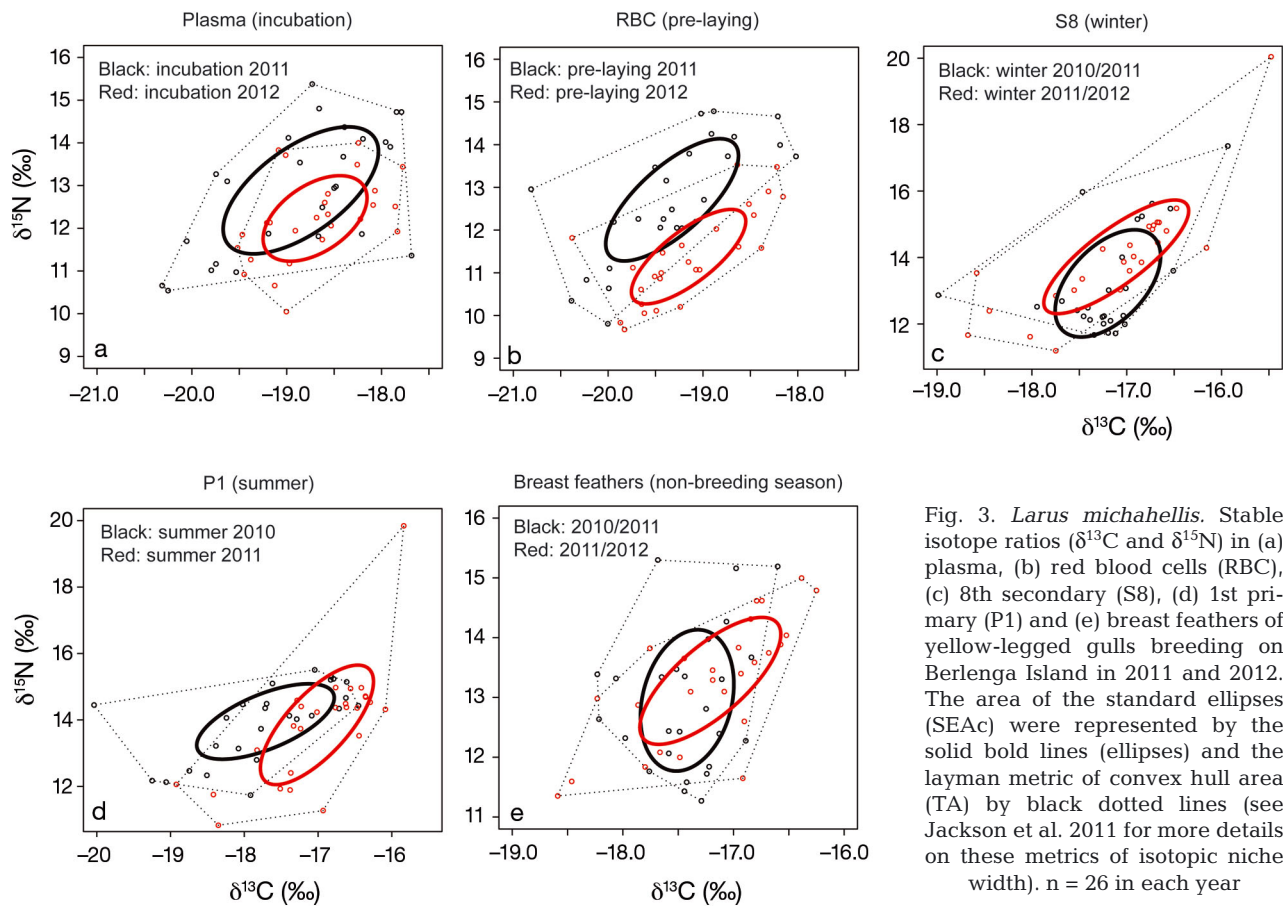 Plasma (incubation)
Black: incubation 2011
Red: incubation 2012
δ¹⁵N (‰)
16
15
14
13
12
11
10
9
a
−21.0 −20.0 −19.0 −18.0
RBC (pre-laying)
Black: pre-laying 2011
Red: pre-laying 2012
16
15
14
13
12
11
10
9
b
−21.0 −20.0 −19.0 −18.0
S8 (winter)
Black: winter 2010/2011
Red: winter 2011/2012
20
18
16
14
12
c
−19.0 −18.0 −17.0 −16.0
δ¹³C (‰)
P1 (summer)
Black: summer 2010
Red: summer 2011
δ¹⁵N (‰)
20
18
16
14
12
d
−20 −19 −18 −17 −16 −15
δ¹³C (‰)
Breast feathers (non-breeding season)
Black: 2010/2011
Red: 2011/2012
16
15
14
13
12
11
e
−19.0 −18.0 −17.0 −16.0
δ¹³C (‰)
Fig. 3. Larus michahellis. Stable
isotope ratios (δ¹³C and δ¹⁵N) in (a)
plasma, (b) red blood cells (RBC),
(c) 8th secondary (S8), (d) 1st pri-
mary (P1) and (e) breast feathers of
yellow-legged gulls breeding on
Berlenga Island in 2011 and 2012.
The area of the standard ellipses
(SEAc) were represented by the
solid bold lines (ellipses) and the
layman metric of convex hull area
(TA) by black dotted lines (see
Jackson et al. 2011 for more details
on these metrics of isotopic niche
width). n = 26 in each year